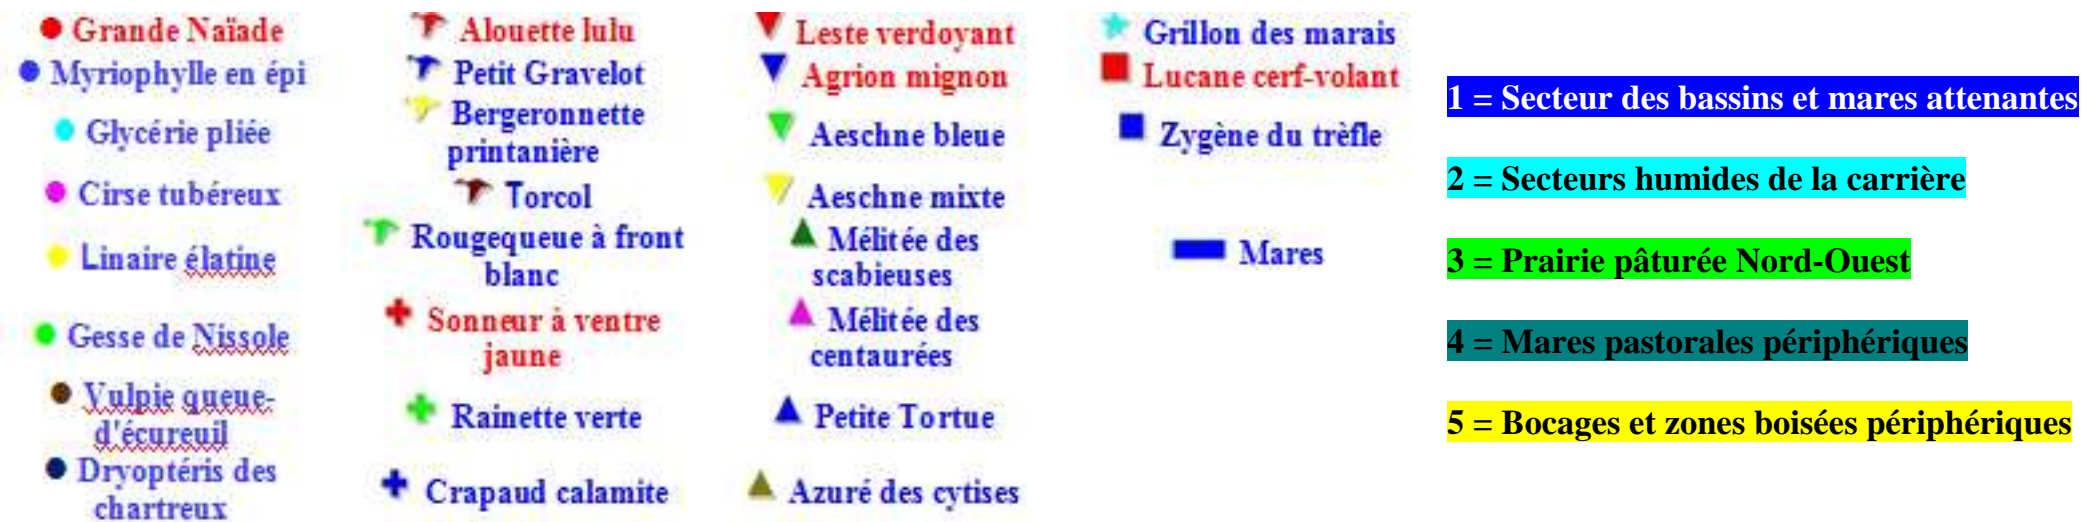 Grande Naïade
Myriophylle en épi
Glycérie pliée
Cirse tubéreux
Linaire élatine
Gesse de Nissole
Vulpie queue-
d'écureuil
Dryoptéris des
chartreux
Alouette lulu
Petit Gravelot
Bergeronnette
printanière
Torcol
Rougequeue à front
blanc
Sonneur à ventre
jaune
Rainette verte
Crapaud calamite
Leste verdoyant
Agrion mignon
Aeschne bleue
Aeschne mixte
Mélitée des
scabieuses
Mélitée des
centaurées
Petite Tortue
Azuré des cytises
Grillon des marais
Lucane cerf-volant
Zygène du trèfle
Mares
1 = Secteur des bassins et mares attenantes
2 = Secteurs humides de la carrière
3 = Prairie pâturée Nord-Ouest
4 = Mares pastorales périphériques
5 = Bocages et zones boisées périphériques